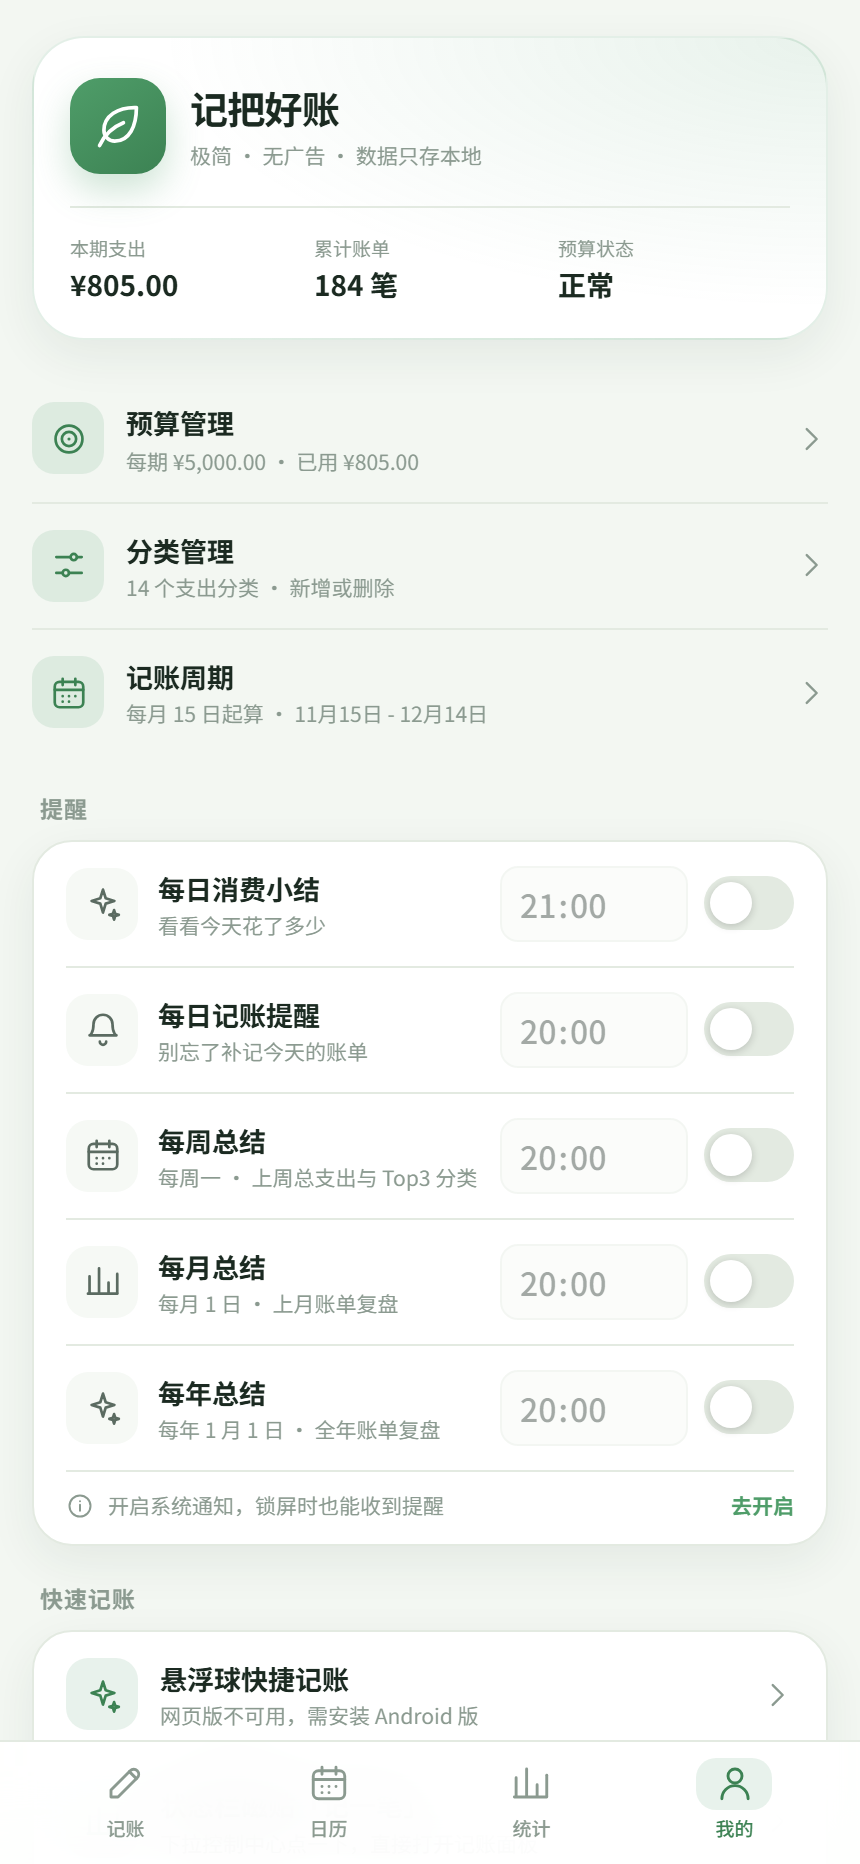 记把好账
极简 · 无广告 · 数据只存本地
本期支出
¥805.00
累计账单
184 笔
预算状态
正常
预算管理
每期 ¥5,000.00 · 已用 ¥805.00
分类管理
14 个支出分类 · 新增或删除
记账周期
每月 15 日起算 · 11月15日 - 12月14日
提醒
每日消费小结
看看今天花了多少
21:00
每日记账提醒
别忘了补记今天的账单
20:00
每周总结
每周一 · 上周总支出与 Top3 分类
20:00
每月总结
每月 1 日 · 上月账单复盘
20:00
每年总结
每年 1 月 1 日 · 全年账单复盘
20:00
开启系统通知，锁屏时也能收到提醒
去开启
快速记账
悬浮球快捷记账
网页版不可用，需安装 Android 版
记账
日历
统计
我的